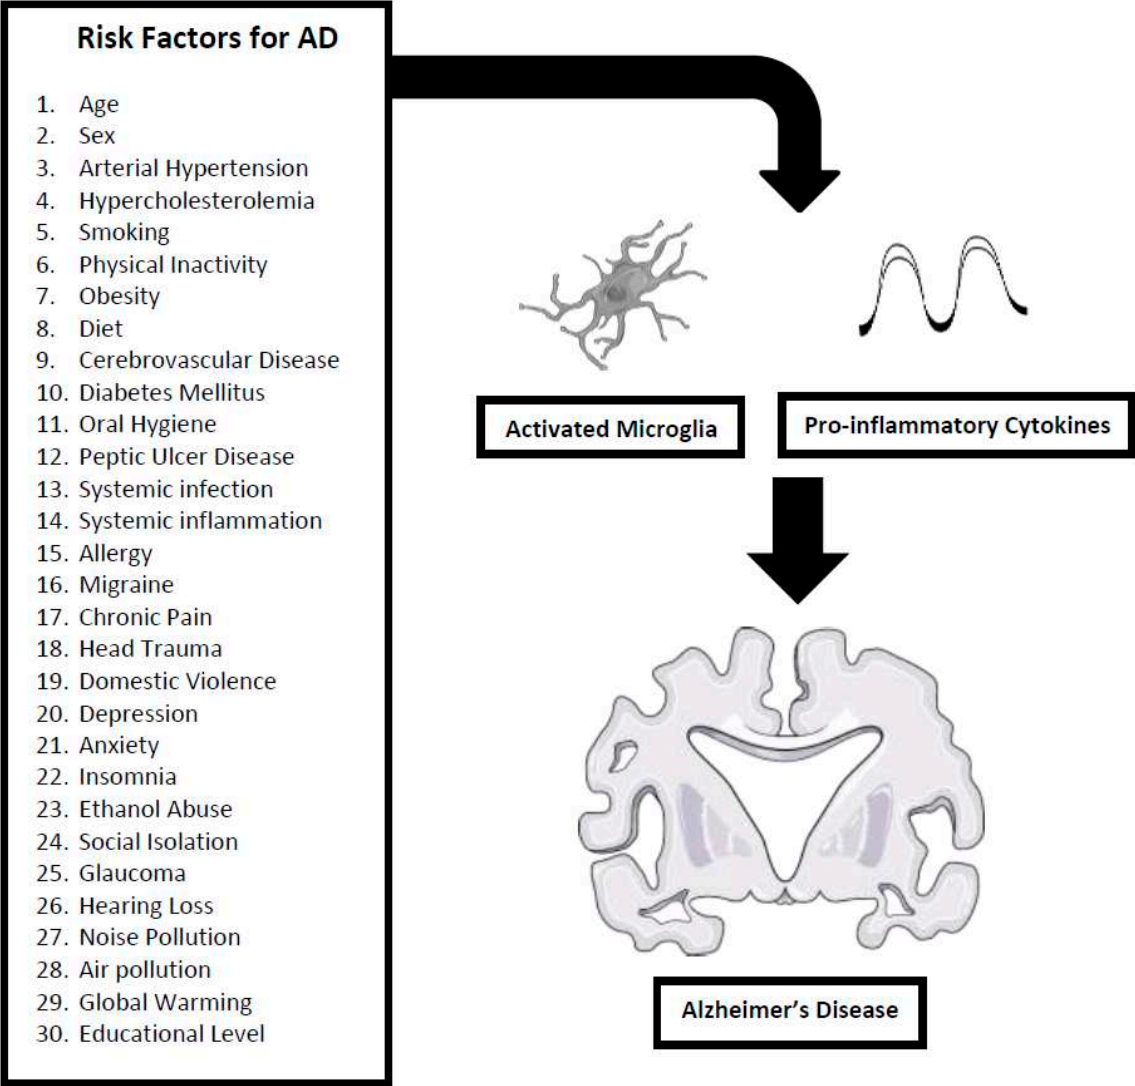 Risk Factors for AD
1. Age
2. Sex
3. Arterial Hypertension
4. Hypercholesterolemia
5. Smoking
6. Physical Inactivity
7. Obesity
8. Diet
9. Cerebrovascular Disease
10. Diabetes Mellitus
11. Oral Hygiene
12. Peptic Ulcer Disease
13. Systemic infection
14. Systemic inflammation
15. Allergy
16. Migraine
17. Chronic Pain
18. Head Trauma
19. Domestic Violence
20. Depression
21. Anxiety
22. Insomnia
23. Ethanol Abuse
24. Social Isolation
25. Glaucoma
26. Hearing Loss
27. Noise Pollution
28. Air pollution
29. Global Warming
30. Educational Level
Activated Microglia
Pro-inflammatory Cytokines
Alzheimer’s Disease